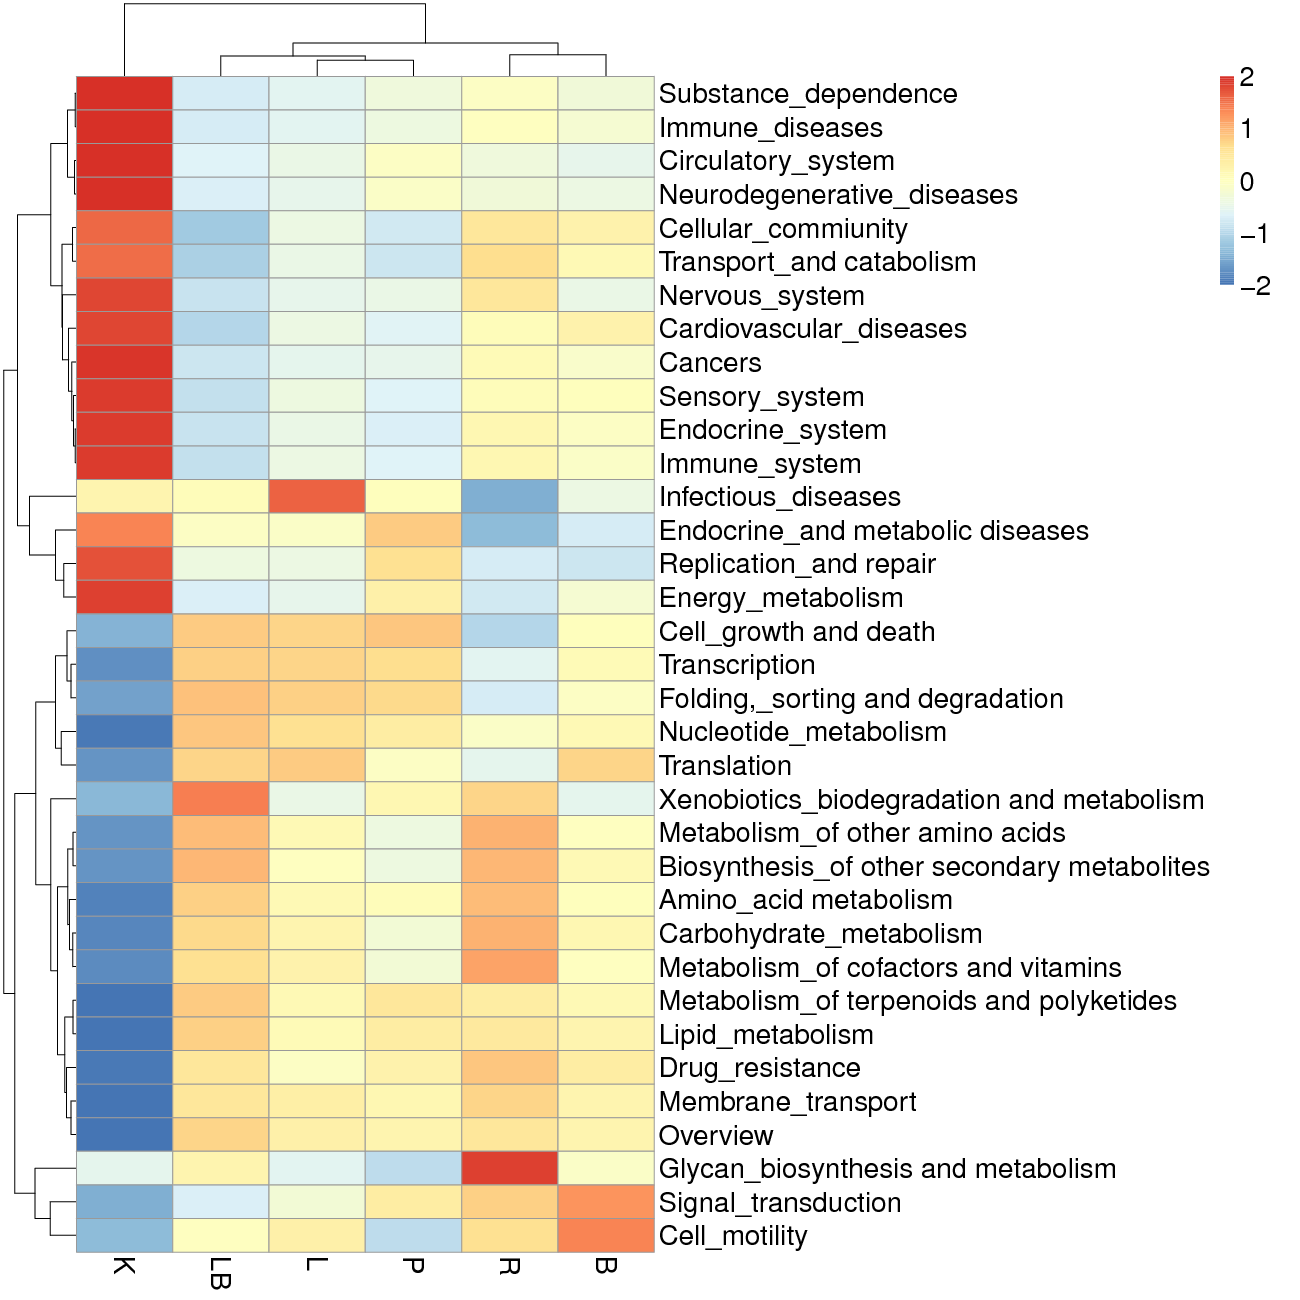 Substance_dependence
Immune_diseases
Circulatory_system
Neurodegenerative_diseases
Cellular_commiunity
Transport_and catabolism
Nervous_system
Cardiovascular_diseases
Cancers
Sensory_system
Endocrine_system
Immune_system
Infectious_diseases
Endocrine_and metabolic diseases
Replication_and repair
Energy_metabolism
Cell_growth and death
Transcription
Folding,_sorting and degradation
Nucleotide_metabolism
Translation
Xenobiotics_biodegradation and metabolism
Metabolism_of other amino acids
Biosynthesis_of other secondary metabolites
Amino_acid metabolism
Carbohydrate_metabolism
Metabolism_of cofactors and vitamins
Metabolism_of terpenoids and polyketides
Lipid_metabolism
Drug_resistance
Membrane_transport
Overview
Glycan_biosynthesis and metabolism
Signal_transduction
Cell_motility
K
LB
L
P
R
B
2
1
0
−1
−2